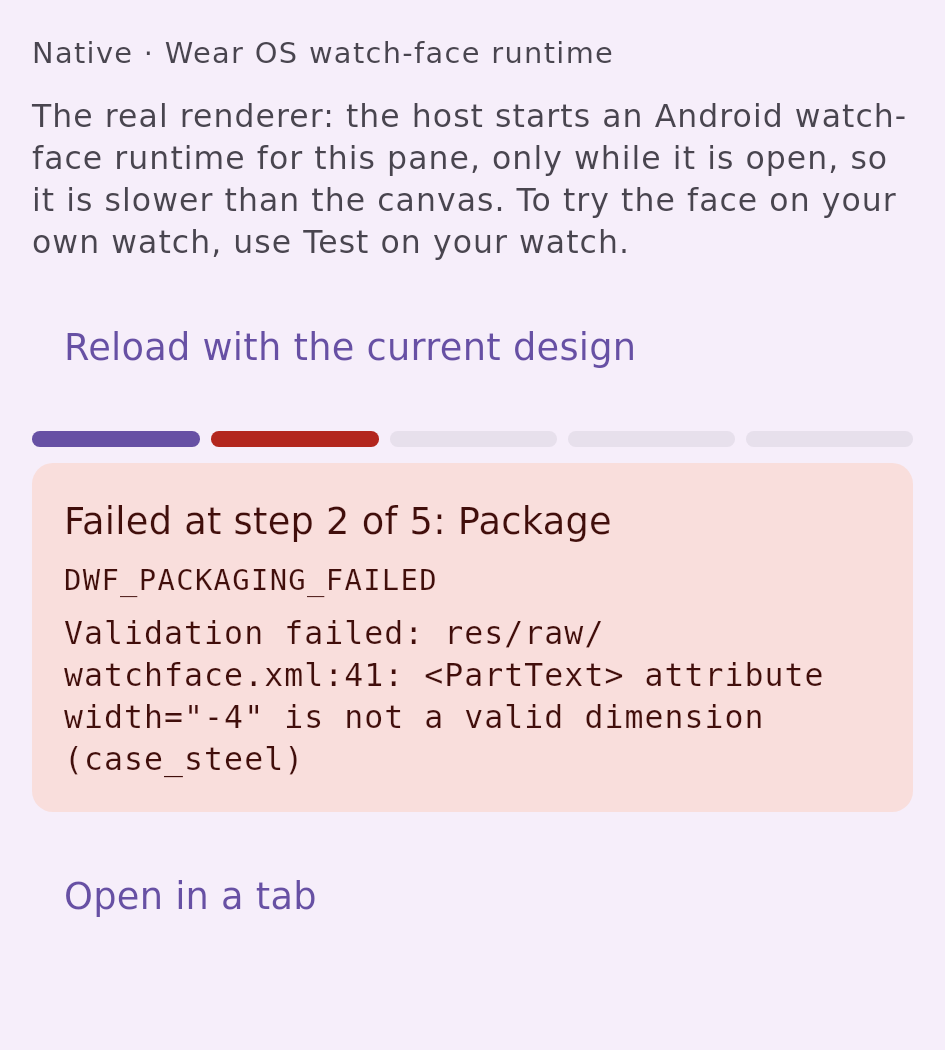 Native · Wear OS watch-face runtime
The real renderer: the host starts an Android watch-
face runtime for this pane, only while it is open, so
it is slower than the canvas. To try the face on your
own watch, use Test on your watch.
Reload with the current design
Failed at step 2 of 5: Package
DWF_PACKAGING_FAILED
Validation failed: res/raw/
watchface.xml:41: <PartText> attribute
width="-4" is not a valid dimension
(case_steel)
Open in a tab